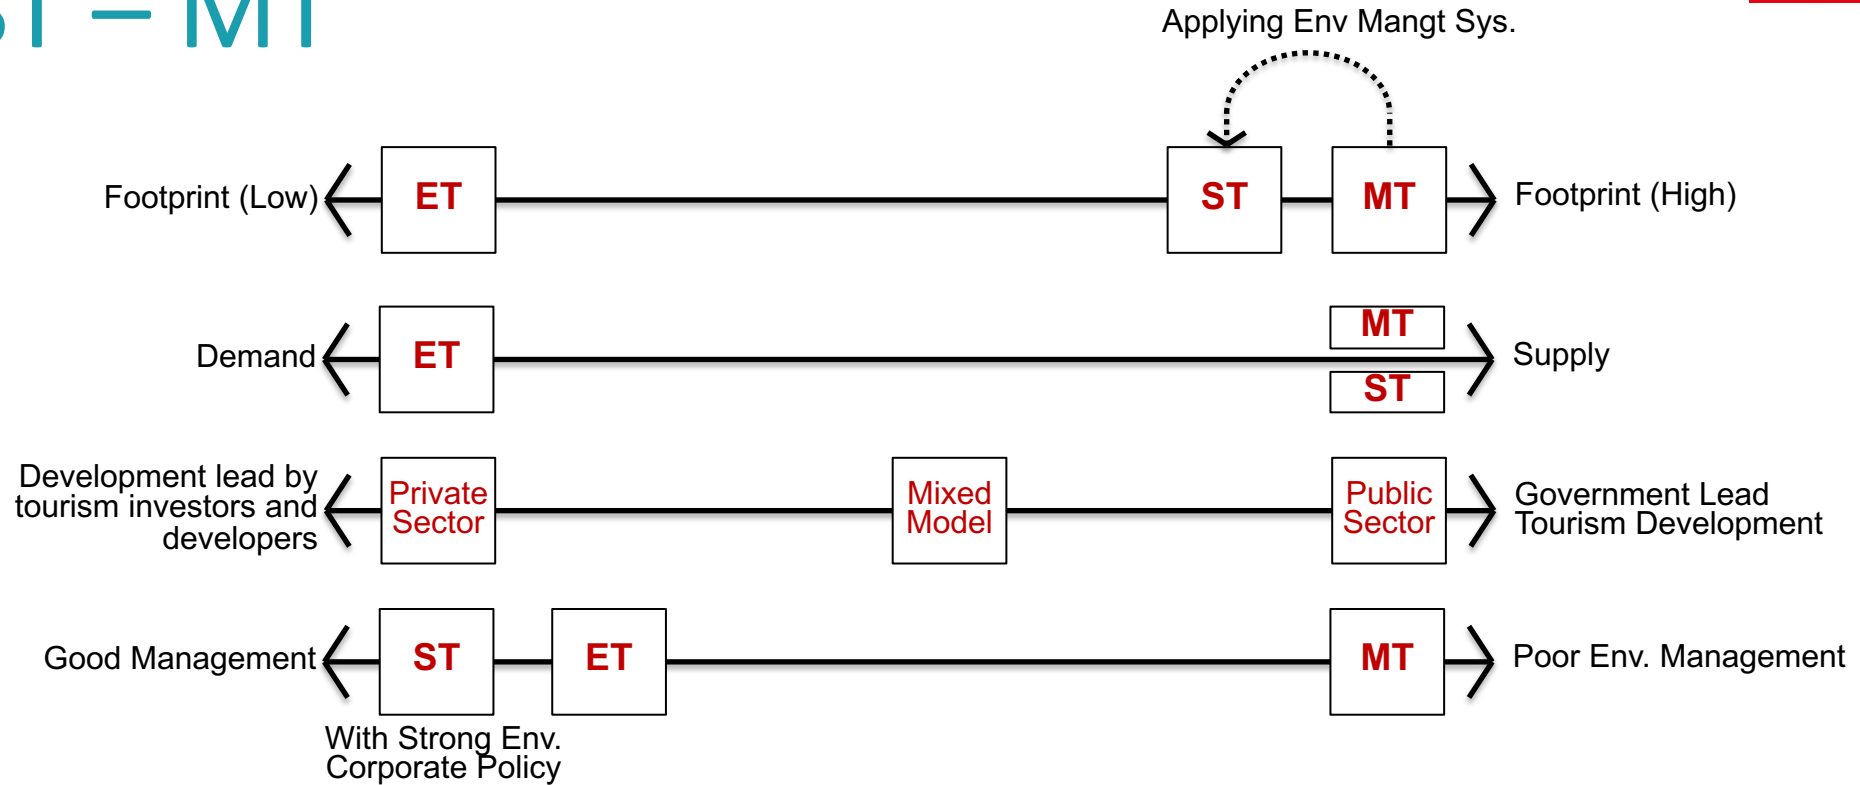 ST – MT
Applying Env Mangt Sys.
Footprint (Low)
ET
ST
MT
Footprint (High)
Demand
ET
MT
ST
Supply
Development lead by
tourism investors and
developers
Private
Sector
Mixed
Model
Public
Sector
Government Lead
Tourism Development
Good Management
ST
ET
MT
Poor Env. Management
With Strong Env.
Corporate Policy